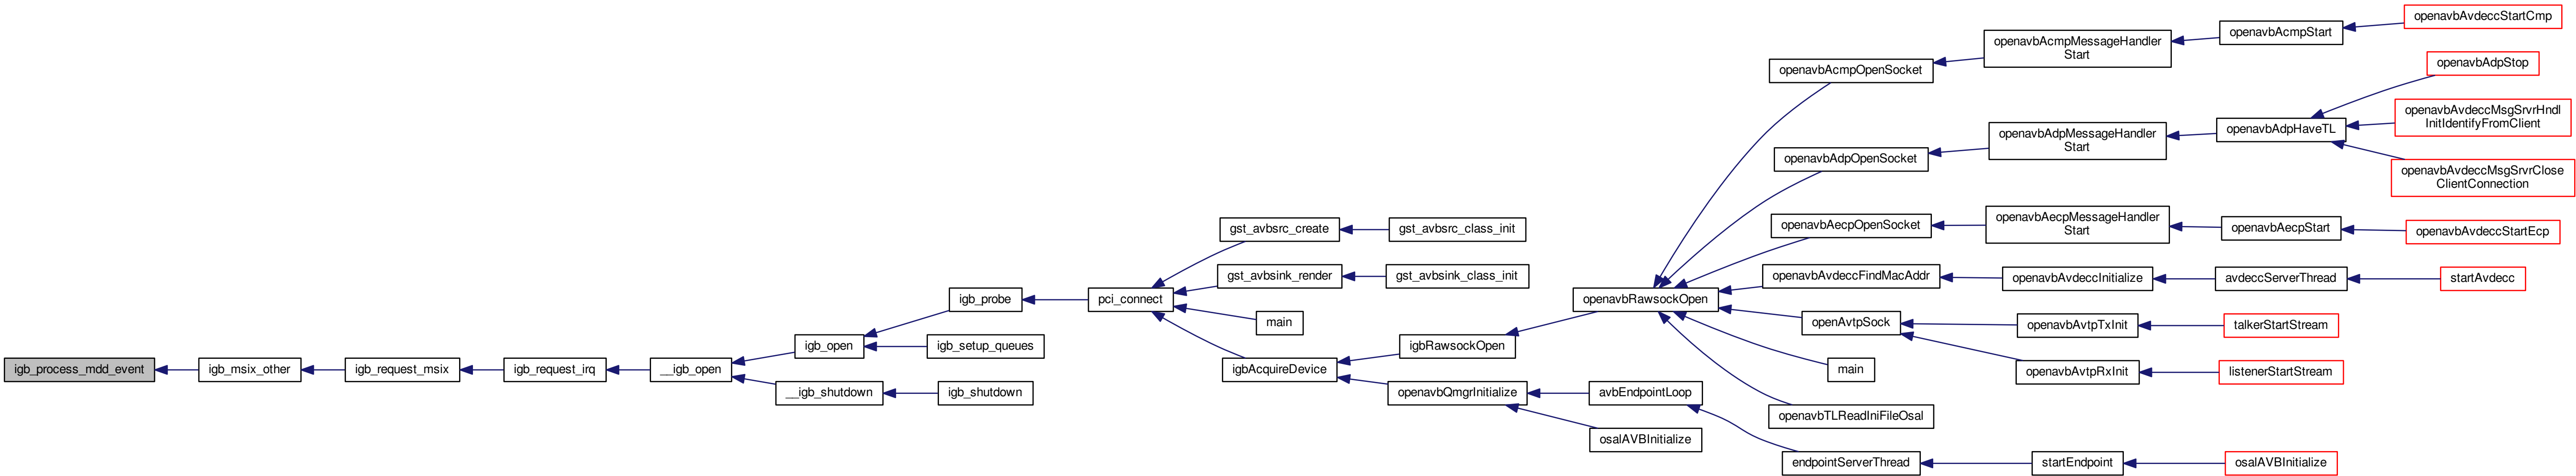 igb_process_mdd_event
igb_msix_other
igb_request_msix
igb_request_irq
__igb_open
igb_open
igb_probe
pci_connect
gst_avbsrc_create
gst_avbsrc_class_init
gst_avbsink_render
gst_avbsink_class_init
main
igbAcquireDevice
igbRawsockOpen
openavbRawsockOpen
openavbAcmpOpenSocket
openavbAcmpMessageHandler
Start
openavbAcmpStart
openavbAvdeccStartCmp
openavbAdpOpenSocket
openavbAdpMessageHandler
Start
openavbAdpHaveTL
openavbAdpStop
openavbAvdeccMsgSrvrHndl
InitIdentifyFromClient
openavbAvdeccMsgSrvrClose
ClientConnection
openavbAecpOpenSocket
openavbAecpMessageHandler
Start
openavbAecpStart
openavbAvdeccStartEcp
openavbAvdeccFindMacAddr
openavbAvdeccInitialize
avdeccServerThread
startAvdecc
openAvtpSock
openavbAvtpTxInit
talkerStartStream
openavbAvtpRxInit
listenerStartStream
main
openavbTLReadIniFileOsal
openavbQmgrInitialize
avbEndpointLoop
endpointServerThread
startEndpoint
osalAVBInitialize
osalAVBInitialize
igb_setup_queues
__igb_shutdown
igb_shutdown